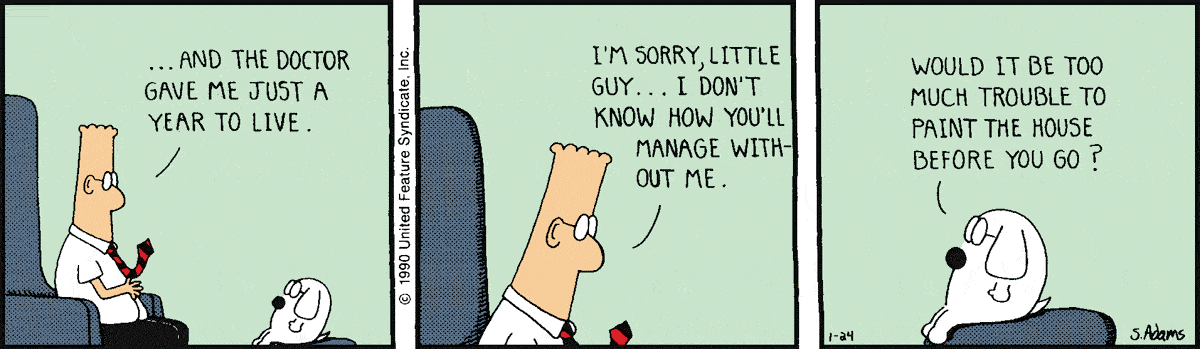 ...AND THE DOCTOR
GAVE ME JUST A
YEAR TO LIVE.
© 1990 United Feature Syndicate, Inc.
I'M SORRY, LITTLE
GUY... I DON'T
KNOW HOW YOU'LL
MANAGE WITH-
OUT ME.
WOULD IT BE TOO
MUCH TROUBLE TO
PAINT THE HOUSE
BEFORE YOU GO?
1-24
S.Adams